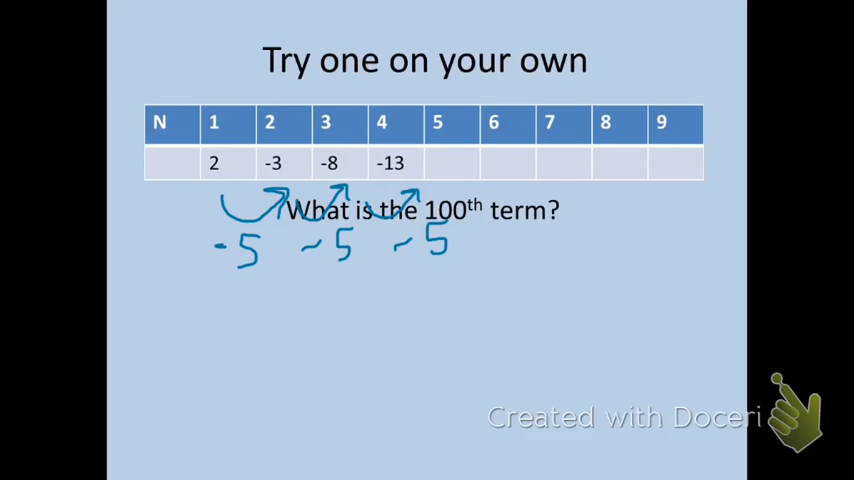 Try one on your own
N 1 2 3 4 5 6 7 8 9
2 -3 -8 -13
What is the 100th term?
-5 -5 -5
Created with Doceri